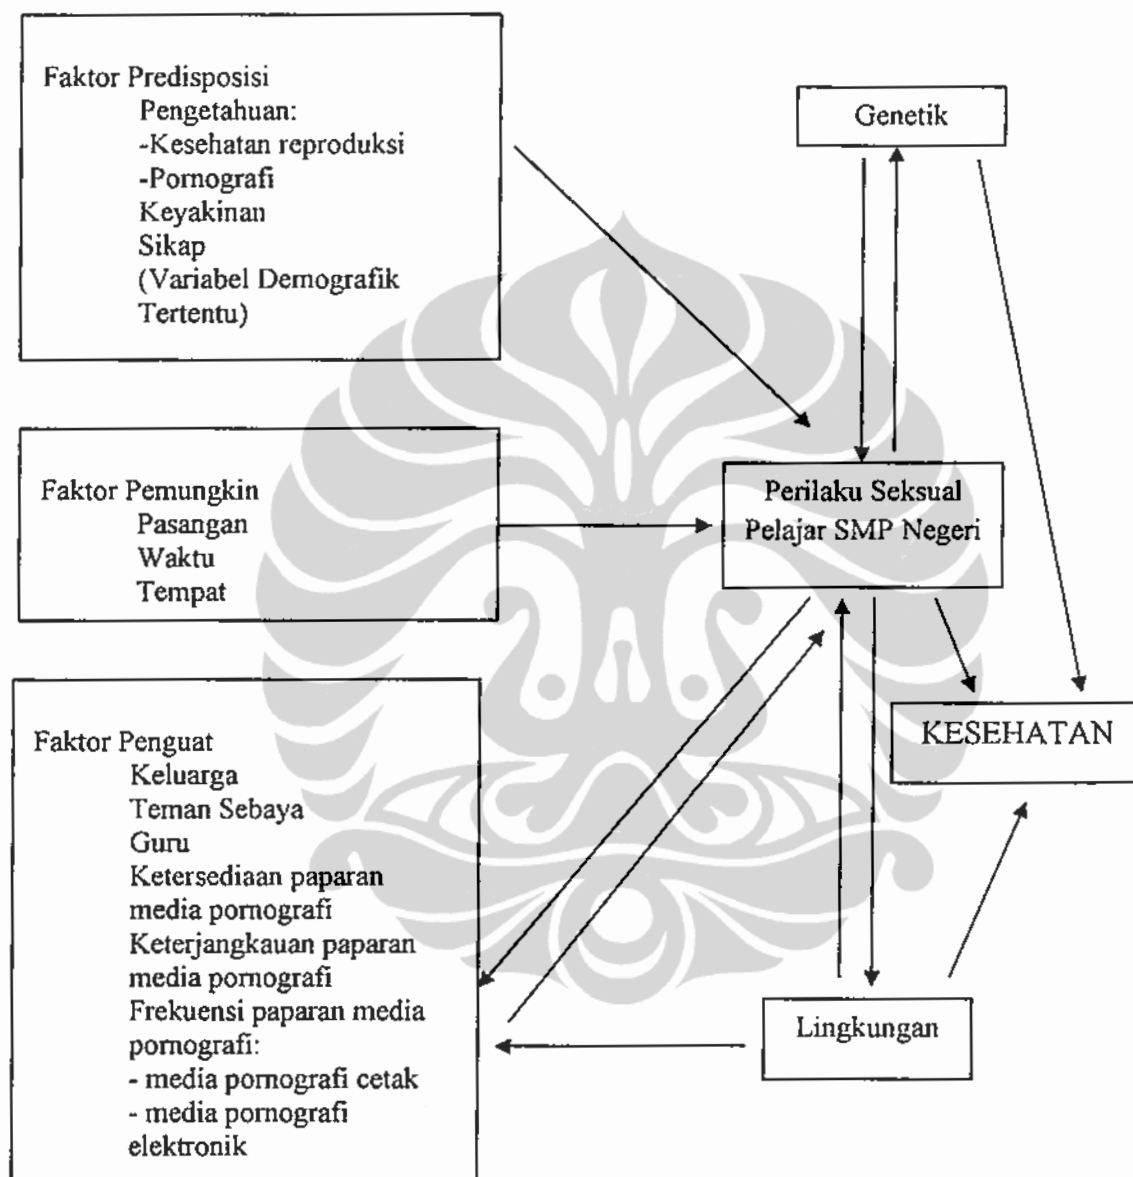 Faktor Predisposisi
Pengetahuan:
-Kesehatan reproduksi
-Pornografi
Keyakinan
Sikap
(Variabel Demografik
Tertentu)
Genetik
Faktor Pemungkin
Pasangan
Waktu
Tempat
Perilaku Seksual
Pelajar SMP Negeri
KESEHATAN
Faktor Penguat
Keluarga
Teman Sebaya
Guru
Ketersediaan paparan
media pornografi
Keterjangkauan paparan
media pornografi
Frekuensi paparan media
pornografi:
- media pornografi cetak
- media pornografi
elektronik
Lingkungan